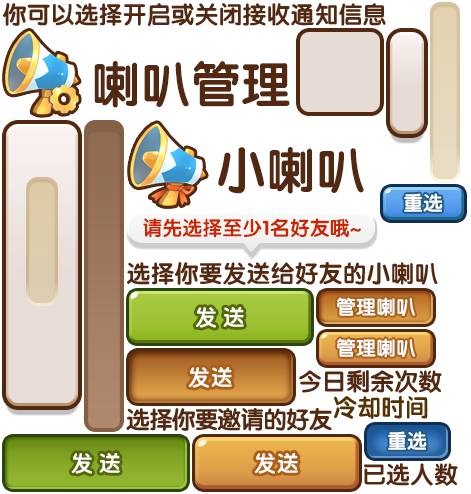 你可以选择开启或关闭接收通知信息
喇叭管理
小喇叭
重选
请先选择至少1名好友哦~
选择你要发送给好友的小喇叭
发送
管理喇叭
管理喇叭
发送
今日剩余次数
冷却时间
选择你要邀请的好友
重选
发送
发送
已选人数